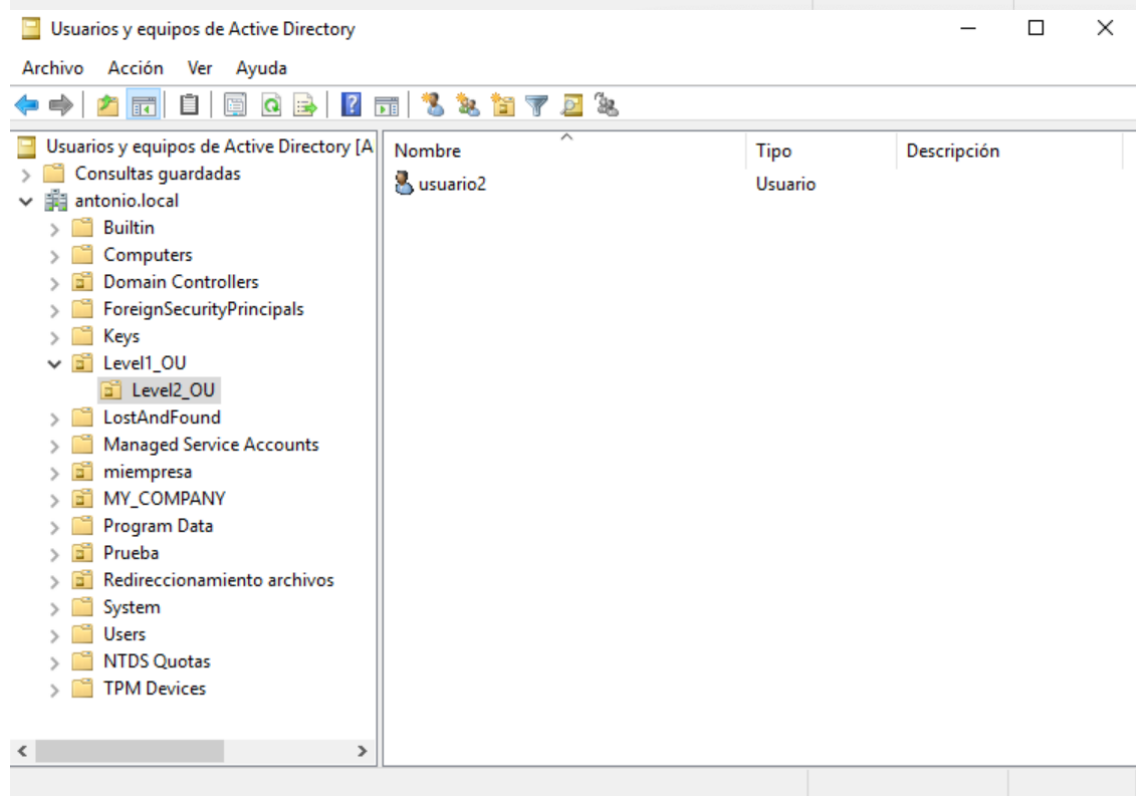 Usuarios y equipos de Active Directory
Archivo Acción Ver Ayuda
Usuarios y equipos de Active Directory [A
Nombre Tipo Descripción
Consultas guardadas
usuario2 Usuario
antonio.local
Builtin
Computers
Domain Controllers
ForeignSecurityPrincipals
Keys
Level1_OU
Level2_OU
LostAndFound
Managed Service Accounts
miempresa
MY_COMPANY
Program Data
Prueba
Redireccionamiento archivos
System
Users
NTDS Quotas
TPM Devices